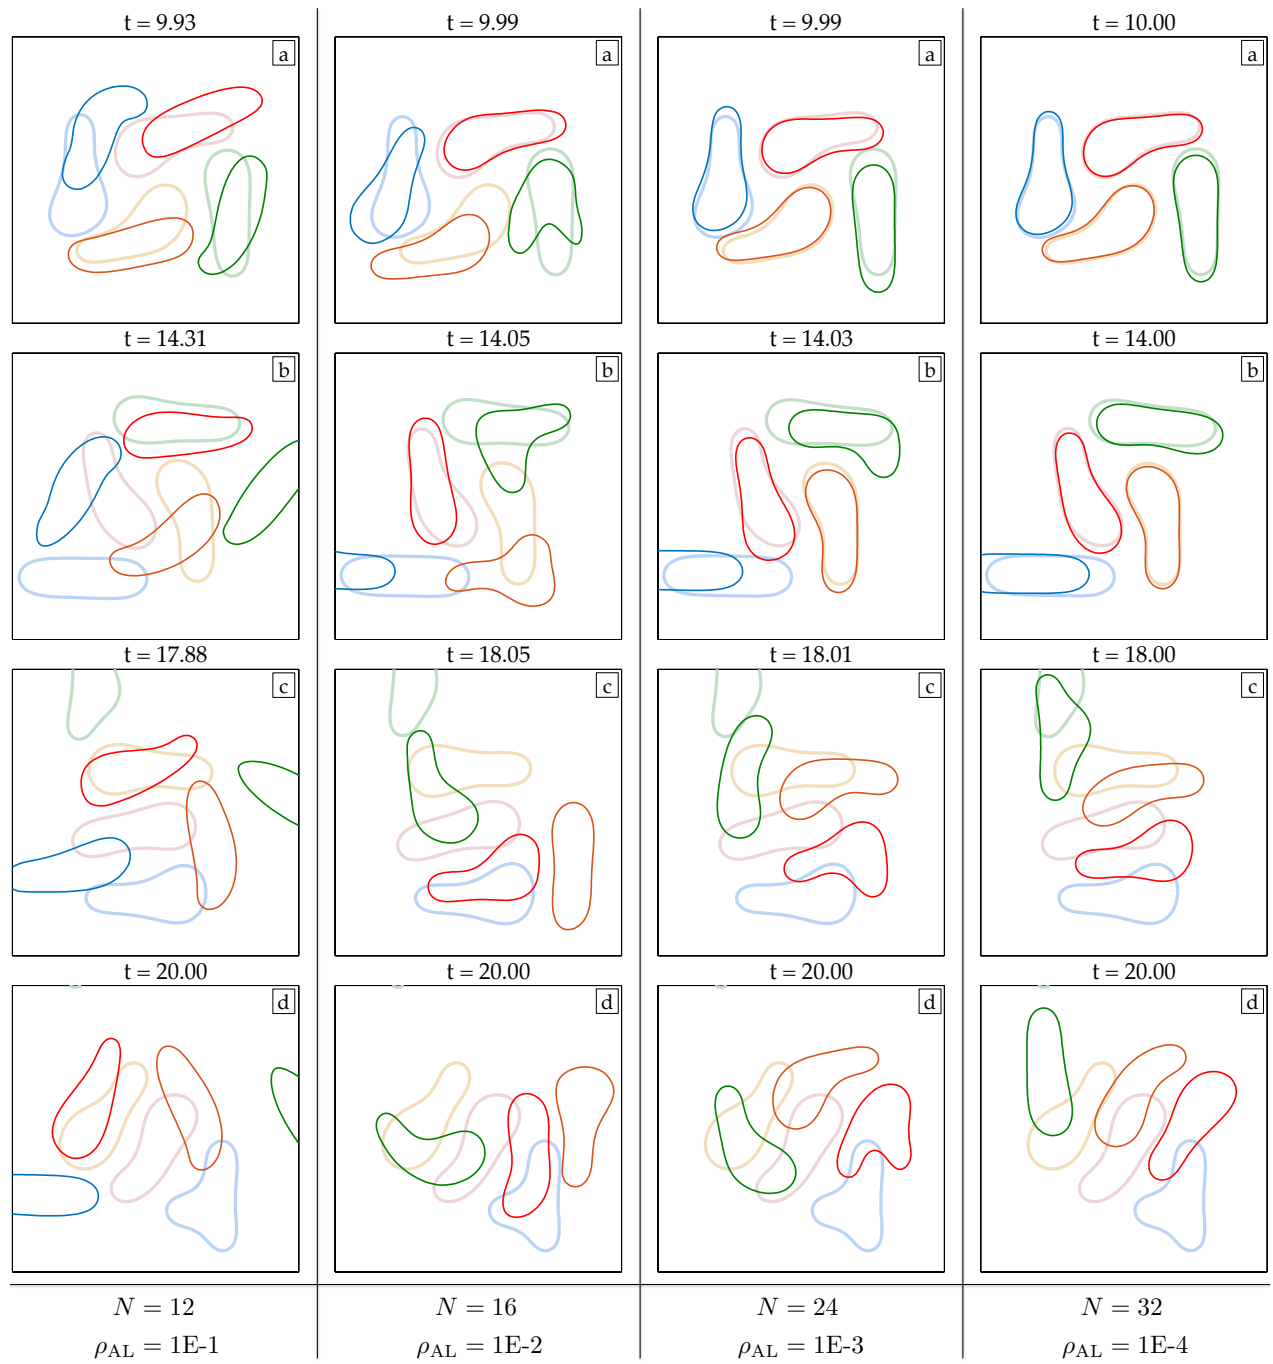 t = 9.93 t = 9.99 t = 9.99 t = 10.00
a a a a
t = 14.31 t = 14.05 t = 14.03 t = 14.00
b b b b
t = 17.88 t = 18.05 t = 18.01 t = 18.00
c c c c
t = 20.00 t = 20.00 t = 20.00 t = 20.00
d d d d
N = 12 N = 16 N = 24 N = 32
ρAL = 1E-1 ρAL = 1E-2 ρAL = 1E-3 ρAL = 1E-4